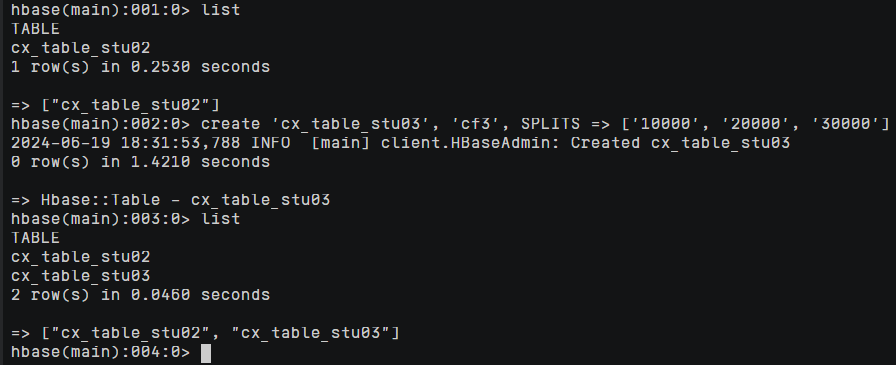 hbase(main):001:0> list
TABLE
cx_table_stu02
1 row(s) in 0.2530 seconds
=> ["cx_table_stu02"]
hbase(main):002:0> create 'cx_table_stu03', 'cf3', SPLITS => ['10000', '20000', '30000']
2024-06-19 18:31:53,788 INFO  [main] client.HBaseAdmin: Created cx_table_stu03
0 row(s) in 1.4210 seconds
=> Hbase::Table - cx_table_stu03
hbase(main):003:0> list
TABLE
cx_table_stu02
cx_table_stu03
2 row(s) in 0.0460 seconds
=> ["cx_table_stu02", "cx_table_stu03"]
hbase(main):004:0>